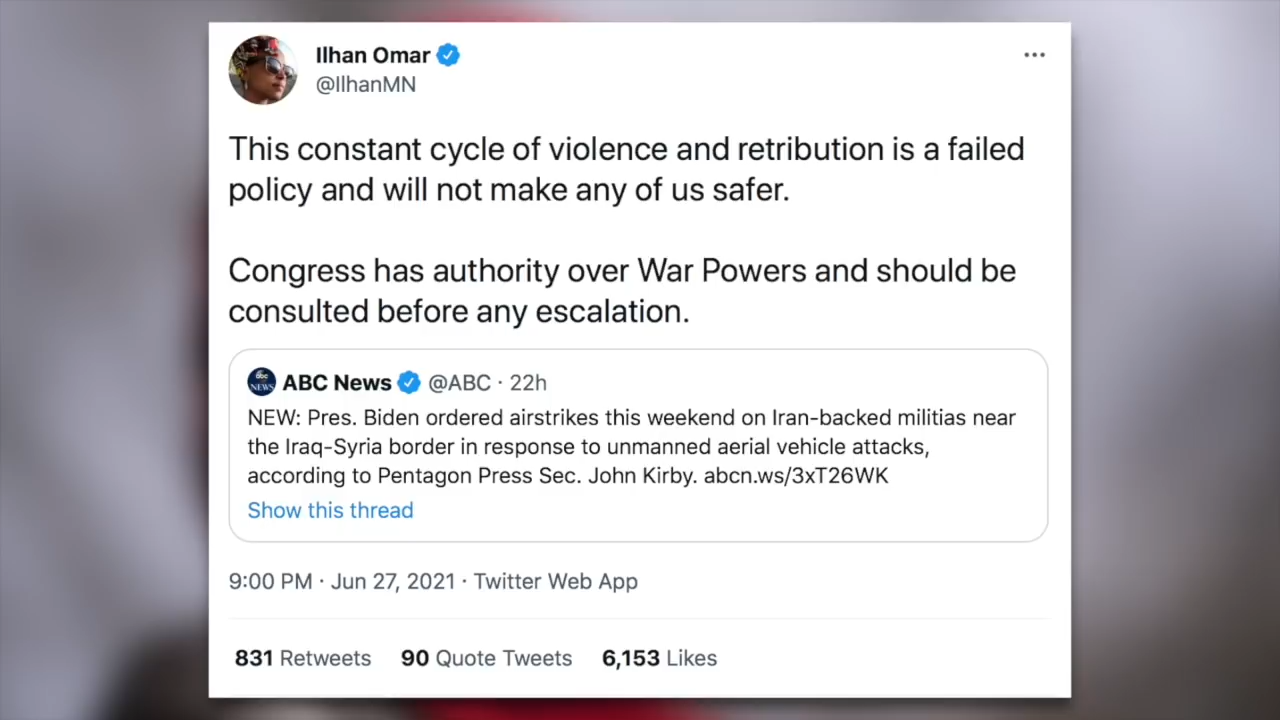 Ilhan Omar
@IlhanMN
This constant cycle of violence and retribution is a failed
policy and will not make any of us safer.
Congress has authority over War Powers and should be
consulted before any escalation.
abc
NEWS
ABC News @ABC · 22h
NEW: Pres. Biden ordered airstrikes this weekend on Iran-backed militias near
the Iraq-Syria border in response to unmanned aerial vehicle attacks,
according to Pentagon Press Sec. John Kirby. abcn.ws/3xT26WK
Show this thread
9:00 PM · Jun 27, 2021 · Twitter Web App
831 Retweets 90 Quote Tweets 6,153 Likes